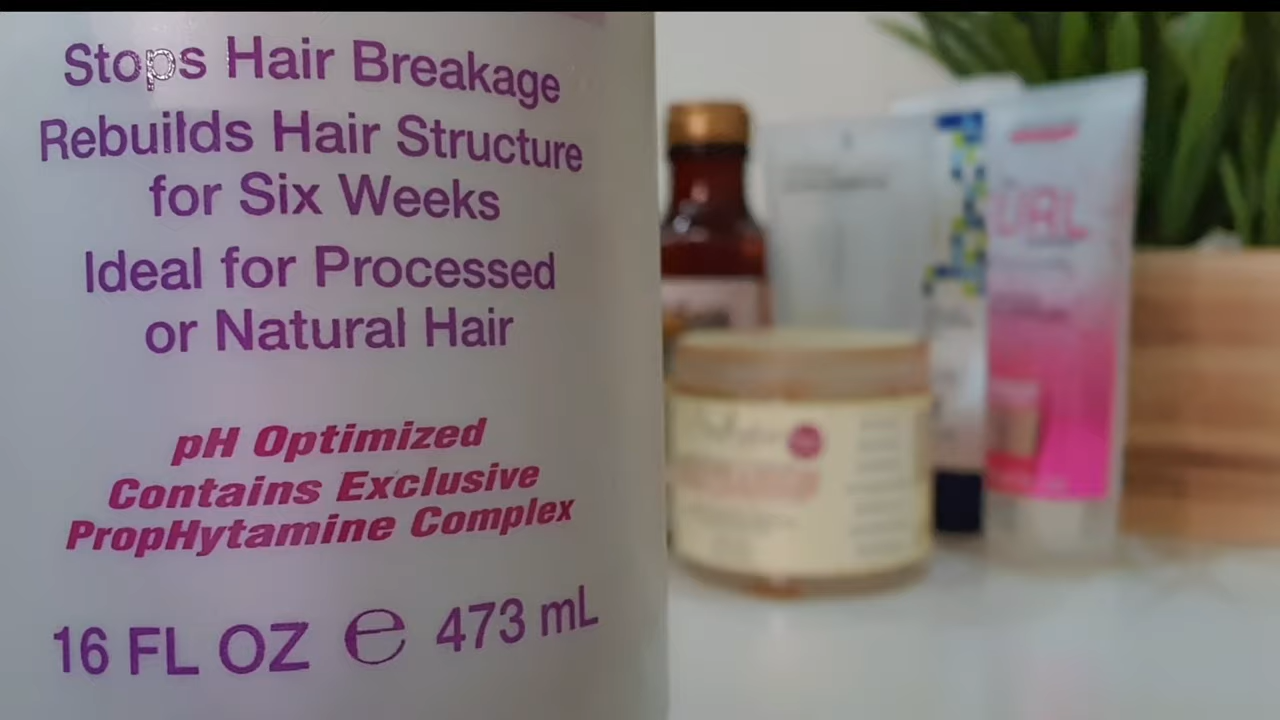 Stops Hair Breakage
Rebuilds Hair Structure
for Six Weeks
Ideal for Processed
or Natural Hair
pH Optimized
Contains Exclusive
PropHytamine Complex
16 FL OZ ℮ 473 mL
URL